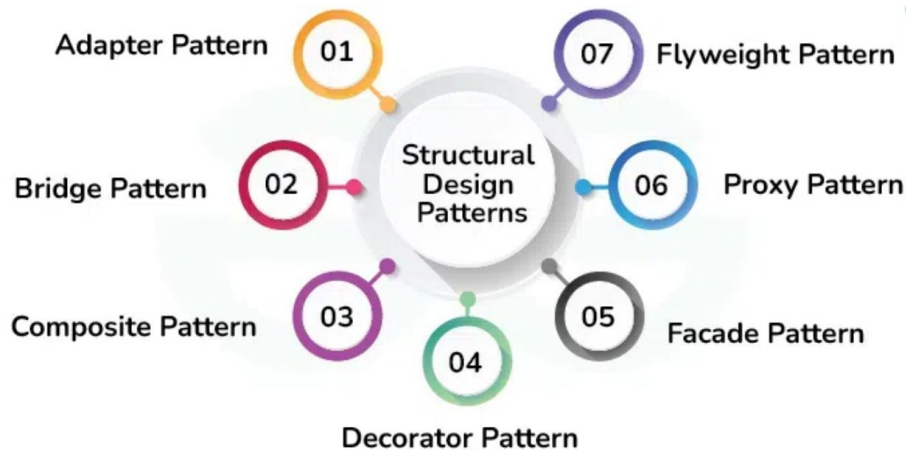 Adapter Pattern
01
07
Flyweight Pattern
Bridge Pattern
02
Structural
Design
Patterns
06
Proxy Pattern
Composite Pattern
03
05
Facade Pattern
04
Decorator Pattern